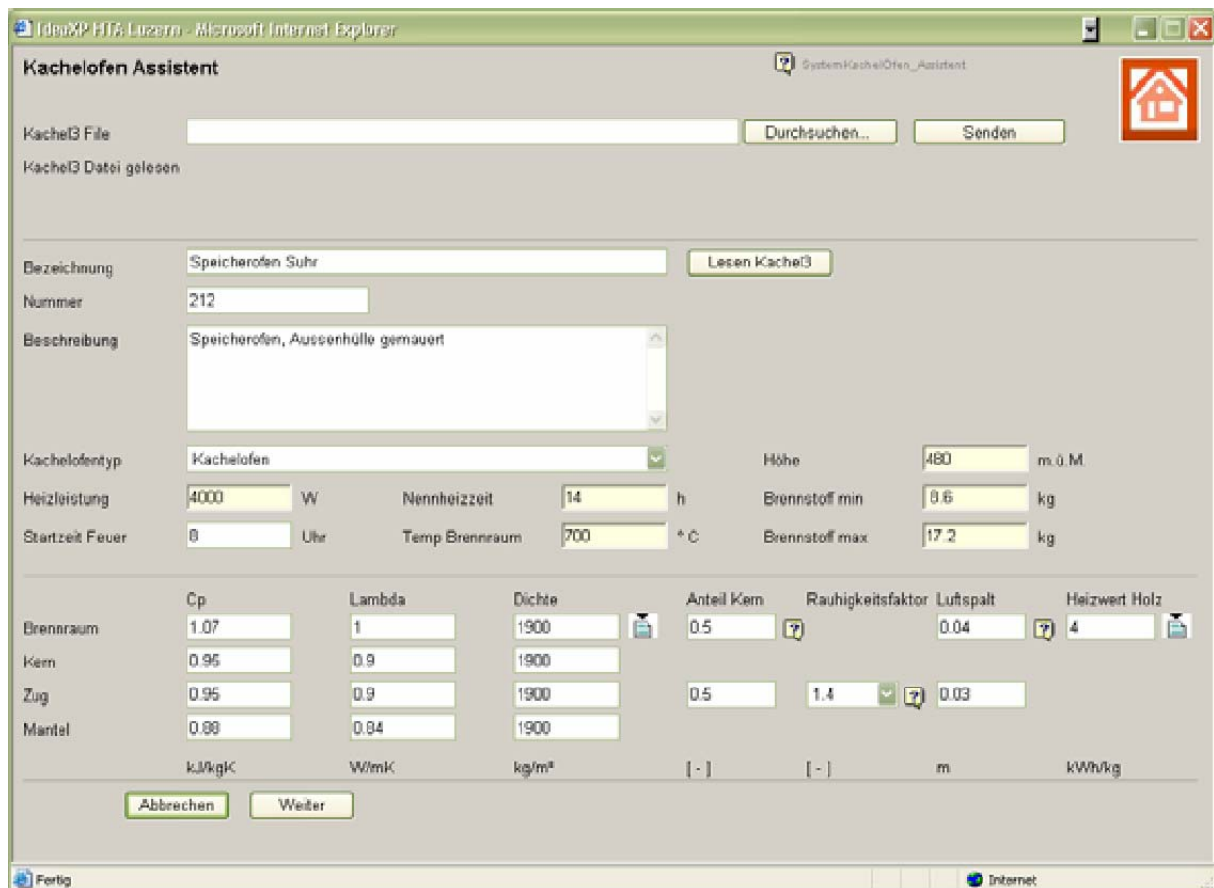 IdeuXP HTA Luzern - Microsoft Internet Explorer
Kachelofen Assistent
SystemKachelOfen_Assistent
Kachel3 File Durchsuchen... Senden
Kachel3 Datei gelesen
Bezeichnung Speicherofen Suhr Lesen Kachel3
Nummer 212
Beschreibung Speicherofen, Aussenhülle gemauert
Kachelofentyp Kachelofen Höhe 480 m.ü.M.
Heizleistung 4000 W Nennheizzeit 14 h Brennstoff min 8.6 kg
Startzeit Feuer 8 Uhr Temp Brennraum 700 ° C Brennstoff max 17.2 kg
Cp Lambda Dichte Anteil Kern Rauhigkeitsfaktor Luftspalt Heizwert Holz
Brennraum 1.07 1 1900 0.5 0.04 4
Kern 0.95 0.9 1900
Zug 0.95 0.9 1900 0.5 1.4 0.03
Mantel 0.88 0.84 1900
kJ/kgK W/mK kg/m³ [ - ] [ - ] m kWh/kg
Abbrechen Weiter
Fertig Internet